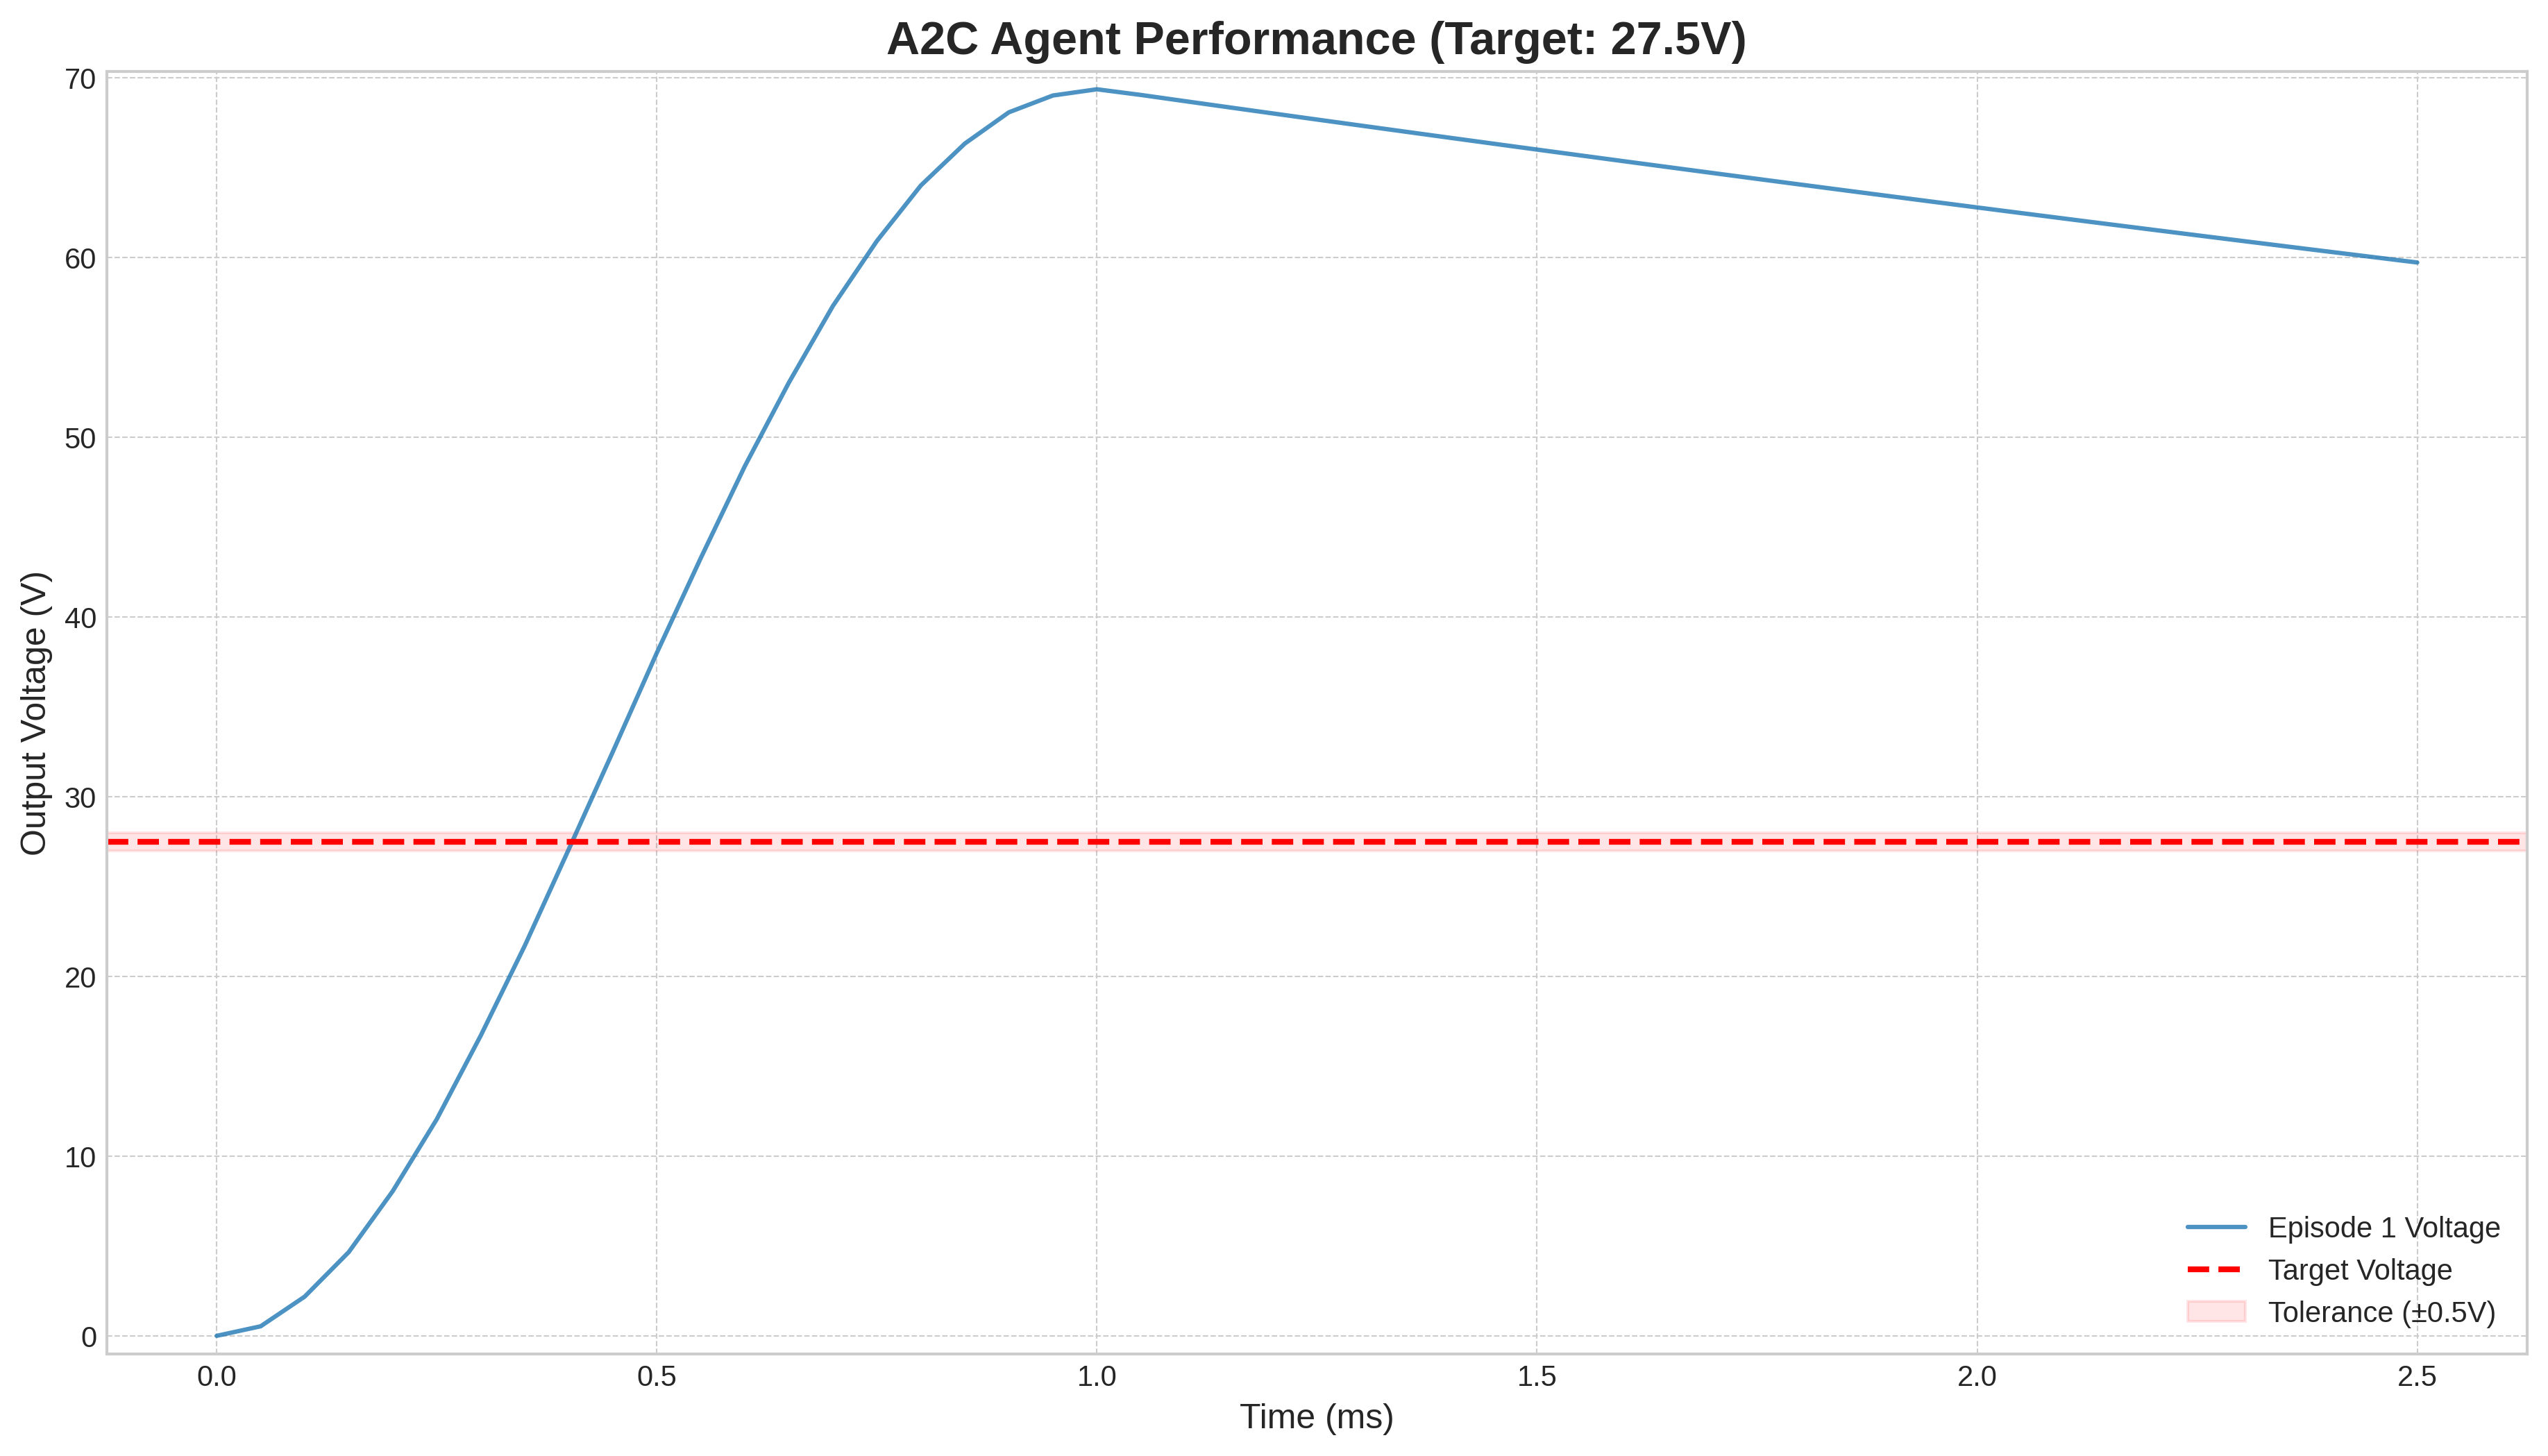 A2C Agent Performance (Target: 27.5V)
Output Voltage (V)
70
60
50
40
30
20
10
0
0.0
0.5
1.0
1.5
2.0
2.5
Time (ms)
Episode 1 Voltage
Target Voltage
Tolerance (±0.5V)